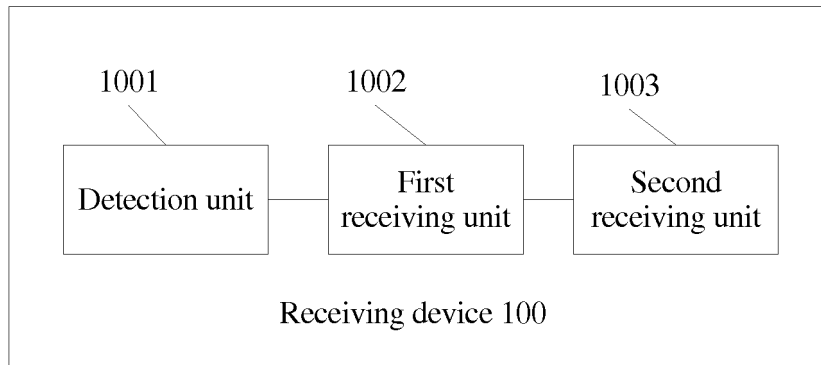 1001
1002
1003
Detection unit
First
receiving unit
Second
receiving unit
Receiving device 100